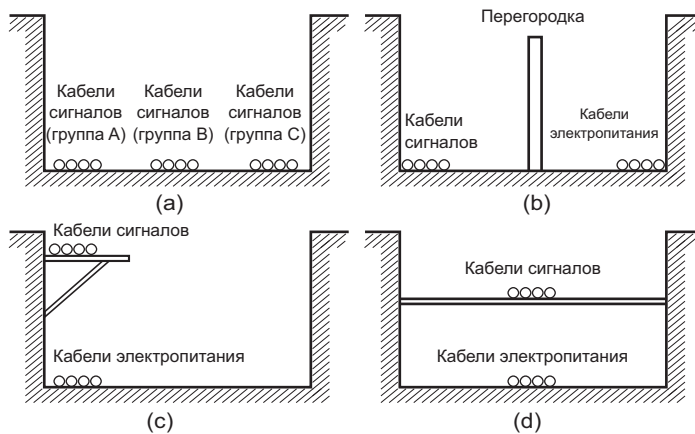 Кабели
сигналов
(группа A)
Кабели
сигналов
(группа B)
Кабели
сигналов
(группа C)
(a)
Перегородка
Кабели
сигналов
Кабели
электропитания
(b)
Кабели сигналов
Кабели электропитания
(c)
Кабели сигналов
Кабели электропитания
(d)